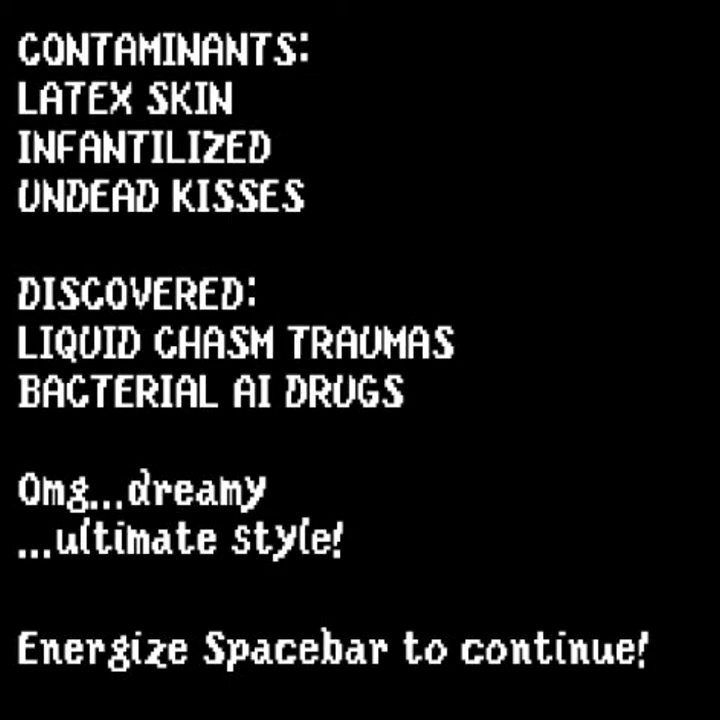 CONTAMINANTS:
LATEX SKIN
INFANTILIZED
UNDEAD KISSES
DISCOVERED:
LIQUID CHASM TRAUMAS
BACTERIAL AI DRUGS
Omg...dreamy
...ultimate style!
Energize Spacebar to continue!